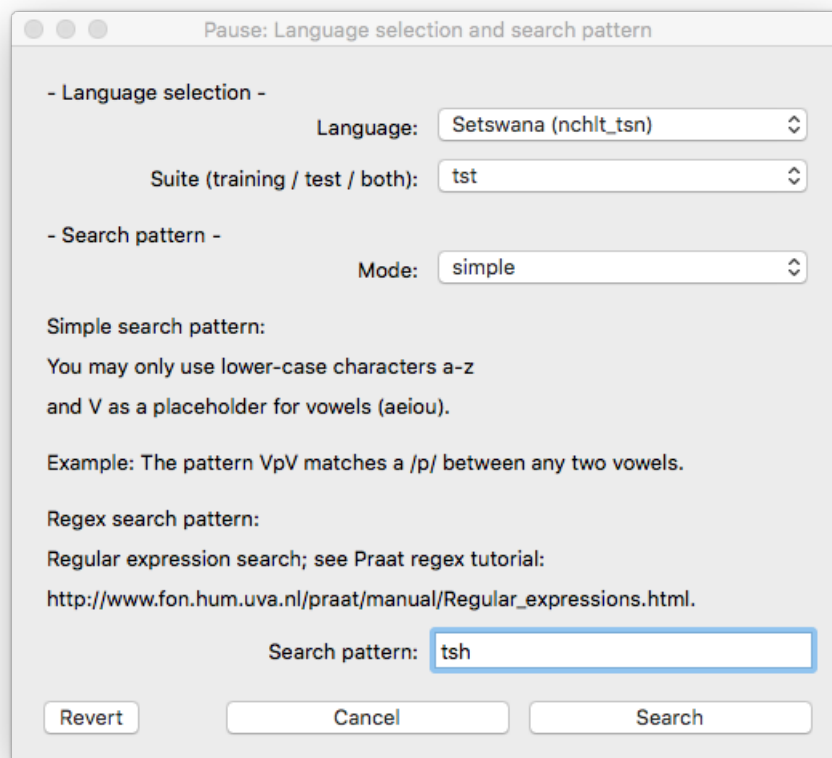 Pause: Language selection and search pattern
- Language selection -
Language: Setswana (nchlt_tsn)
Suite (training / test / both): tst
- Search pattern -
Mode: simple
Simple search pattern:
You may only use lower-case characters a-z
and V as a placeholder for vowels (aeiou).
Example: The pattern VpV matches a /p/ between any two vowels.
Regex search pattern:
Regular expression search; see Praat regex tutorial:
http://www.fon.hum.uva.nl/praat/manual/Regular_expressions.html.
Search pattern: tsh
Revert Cancel Search